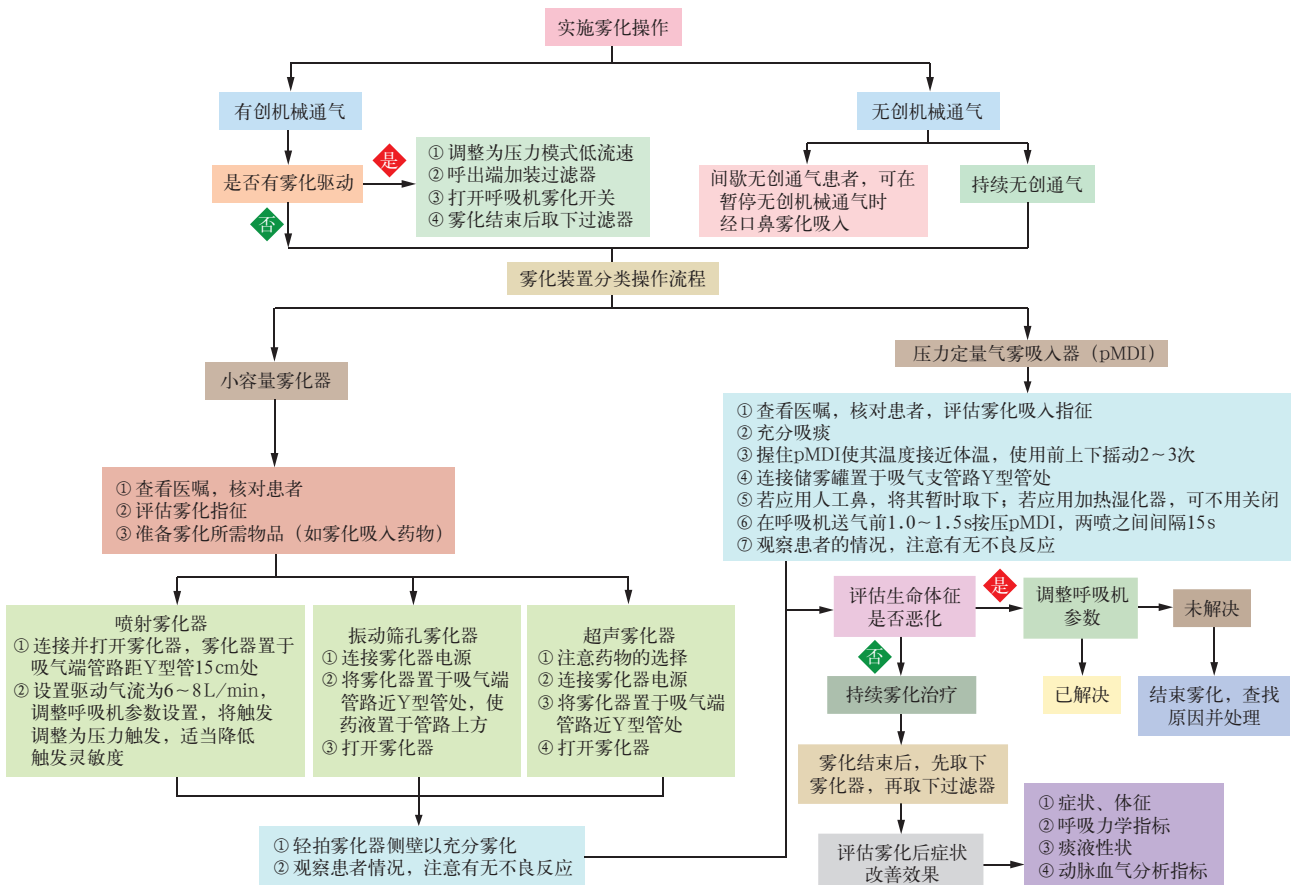 实施雾化操作
有创机械通气
无创机械通气
是否有雾化驱动
是
① 调整为压力模式低流速
② 呼出端加装过滤器
③ 打开呼吸机雾化开关
④ 雾化结束后取下过滤器
间歇无创通气患者，可在
暂停无创机械通气时
经口鼻雾化吸入
持续无创通气
否
雾化装置分类操作流程
小容量雾化器
压力定量气雾吸入器（pMDI）
① 查看医嘱，核对患者，评估雾化吸入指征
② 充分吸痰
③ 握住pMDI使其温度接近体温，使用前上下摇动2～3次
④ 连接储雾罐置于吸气支管路Y型管处
⑤ 若应用人工鼻，将其暂时取下；若应用加热湿化器，可不用关闭
⑥ 在呼吸机送气前1.0～1.5s按压pMDI，两喷之间间隔15s
⑦ 观察患者的情况，注意有无不良反应
① 查看医嘱，核对患者
② 评估雾化指征
③ 准备雾化所需物品（如雾化吸入药物）
喷射雾化器
① 连接并打开雾化器，雾化器置于
吸气端管路距Y型管15cm处
② 设置驱动气流为6～8L/min，
调整呼吸机参数设置，将触发
调整为压力触发，适当降低
触发灵敏度
振动筛孔雾化器
① 连接雾化器电源
② 将雾化器置于吸气端
管路近Y型管处，使
药液置于管路上方
③ 打开雾化器
超声雾化器
① 注意药物的选择
② 连接雾化器电源
③ 将雾化器置于吸气端
管路近Y型管处
④ 打开雾化器
① 轻拍雾化器侧壁以充分雾化
② 观察患者情况，注意有无不良反应
评估生命体征
是否恶化
是
调整呼吸机
参数
未解决
否
持续雾化治疗
已解决
结束雾化，查找
原因并处理
雾化结束后，先取下
雾化器，再取下过滤器
评估雾化后症状
改善效果
① 症状、体征
② 呼吸力学指标
③ 痰液性状
④ 动脉血气分析指标